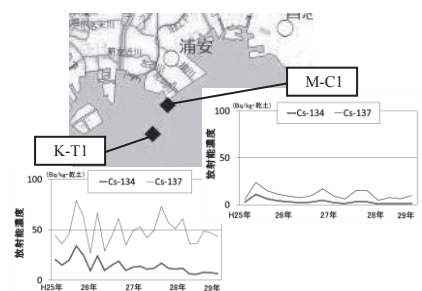 浦安
M-C1
K-T1
(Bq/kg・乾土)
Cs-134 Cs-137
放射能濃度
100
50
0
H25年 26年 27年 28年 29年
(Bq/kg・乾土)
Cs-134 Cs-137
放射能濃度
100
50
0
H25年 26年 27年 28年 29年